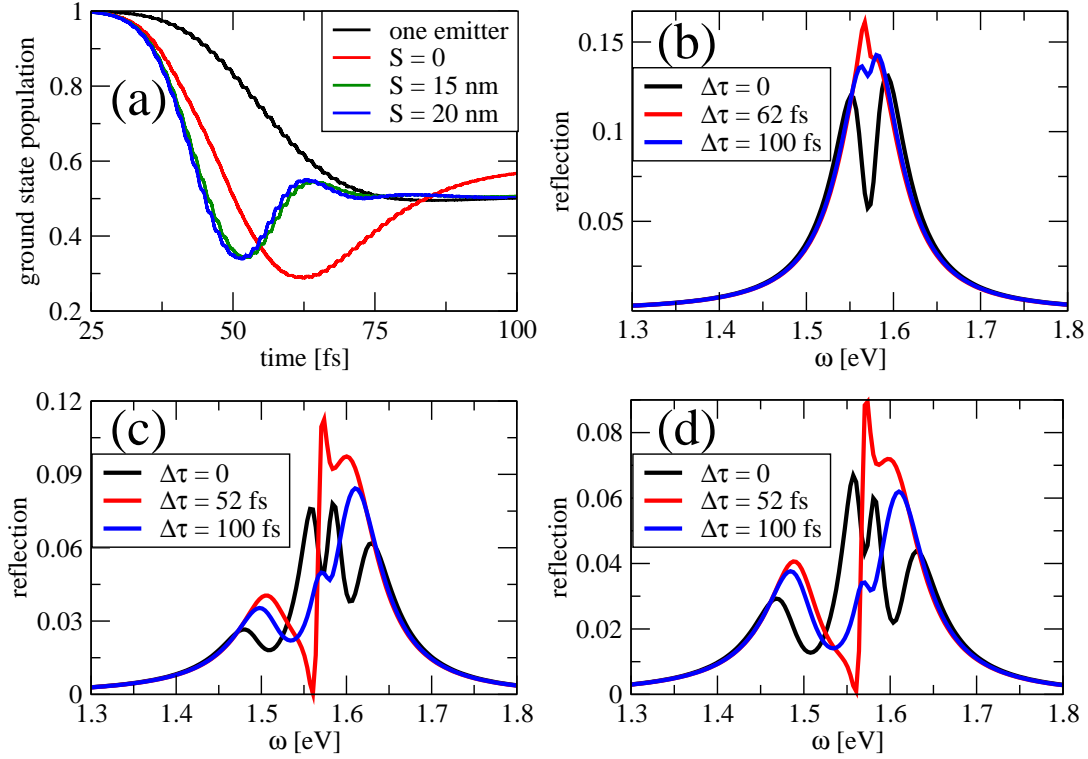 (a)
one emitter
S = 0
S = 15 nm
S = 20 nm
1
0.8
0.6
0.4
0.2
25
50
75
100
ground state population
time [fs]
(b)
Δτ = 0
Δτ = 62 fs
Δτ = 100 fs
0.15
0.1
0.05
1.3
1.4
1.5
1.6
1.7
1.8
reflection
ω [eV]
(c)
Δτ = 0
Δτ = 52 fs
Δτ = 100 fs
0.12
0.09
0.06
0.03
0
1.3
1.4
1.5
1.6
1.7
1.8
reflection
ω [eV]
(d)
Δτ = 0
Δτ = 52 fs
Δτ = 100 fs
0.08
0.06
0.04
0.02
0
1.3
1.4
1.5
1.6
1.7
1.8
reflection
ω [eV]